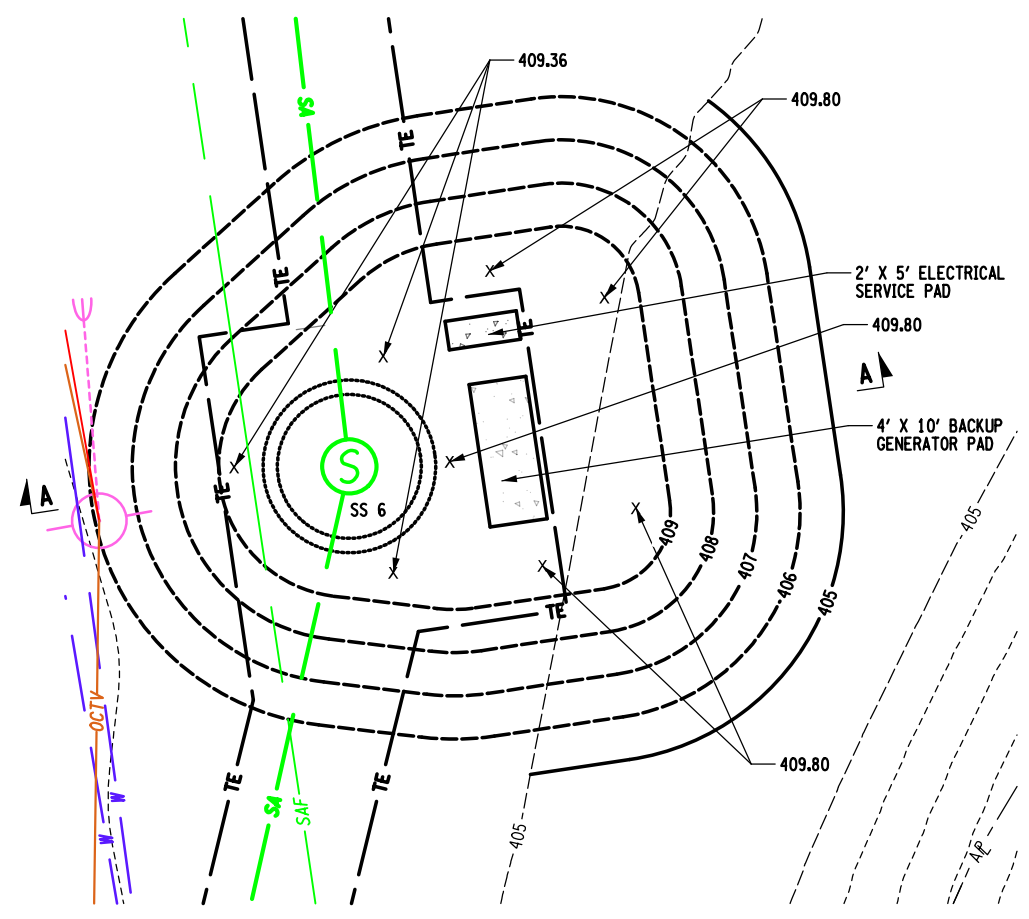 409.36
409.80
SA
TE
TE
2' X 5' ELECTRICAL
SERVICE PAD
TE
409.80
A
4' X 10' BACKUP
GENERATOR PAD
S
TE
A
SS 6
405
409
408
407
406
405
TE
OCTV
409.80
TE
TE
W
SA
SAF
W
405